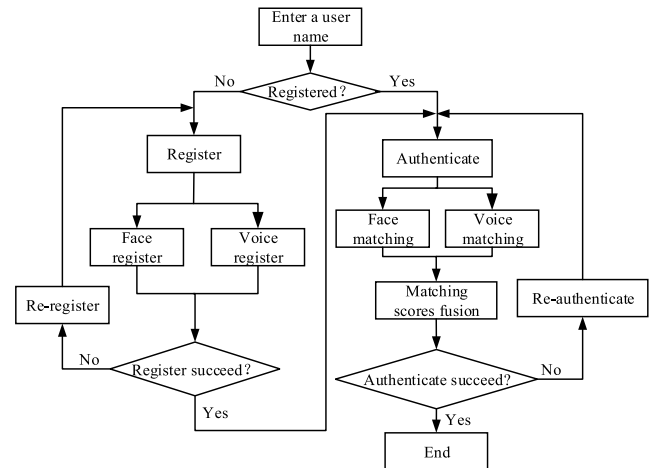 Enter a user
name
No
Registered?
Yes
Register
Authenticate
Face
register
Voice
register
Face
matching
Voice
matching
Re-register
Matching
scores fusion
Re-authenticate
No
Register succeed?
Authenticate succeed?
No
Yes
Yes
End